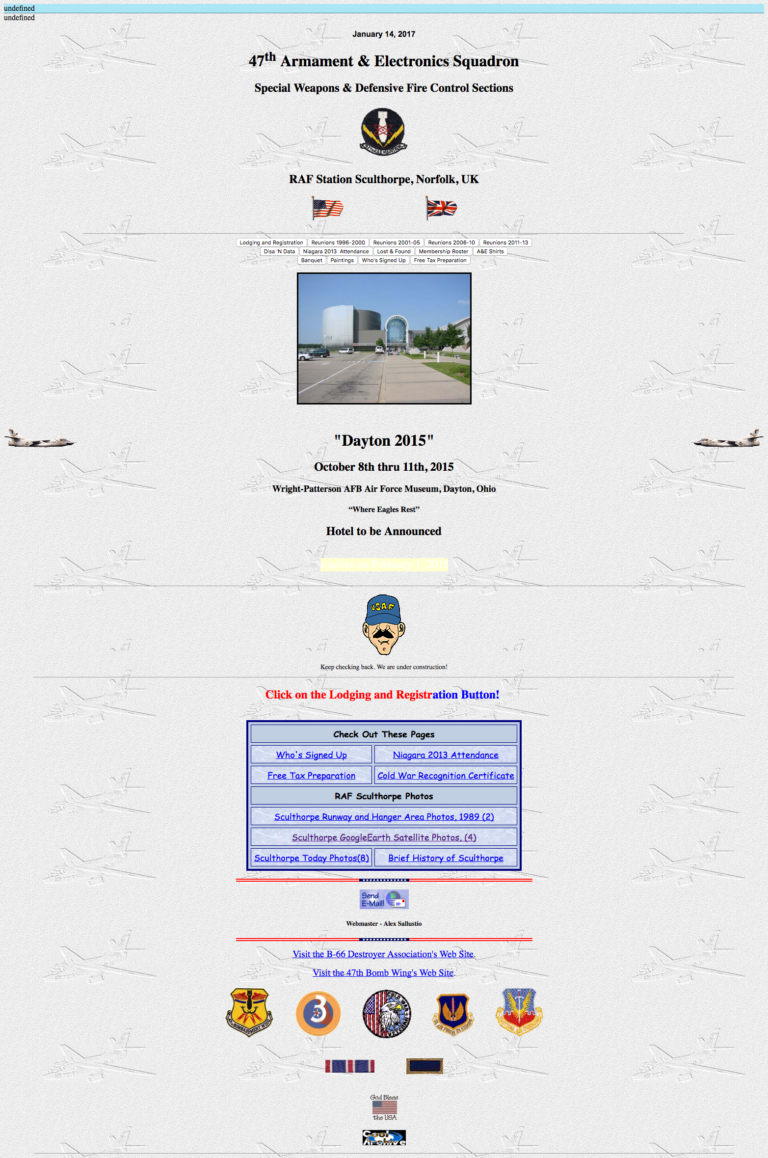 undefined
undefined
January 14, 2017
47th Armament & Electronics Squadron
Special Weapons & Defensive Fire Control Sections
RAF Station Sculthorpe, Norfolk, UK
Lodging and Registration Reunions 1996-2000 Reunions 2001-05 Reunions 2006-10 Reunions 2011-13
Disa 'N Data Niagara 2013 Attendance Lost & Found Membership Roster A&E Shirts
Banquet Paintings Who's Signed Up Free Tax Preparation
"Dayton 2015"
October 8th thru 11th, 2015
Wright-Patterson AFB Air Force Museum, Dayton, Ohio
“Where Eagles Rest”
Hotel to be Announced
USAF
Keep checking back. We are under construction!
Click on the Lodging and Registration Button!
Check Out These Pages
Who's Signed Up Niagara 2013 Attendance
Free Tax Preparation Cold War Recognition Certificate
RAF Sculthorpe Photos
Sculthorpe Runway and Hanger Area Photos, 1989 (2)
Sculthorpe GoogleEarth Satellite Photos, (4)
Sculthorpe Today Photos(8) Brief History of Sculthorpe
Send
E-Mail!
Webmaster - Alex Sallustio
Visit the B-66 Destroyer Association's Web Site.
Visit the 47th Bomb Wing's Web Site.
3
God Bless
the USA